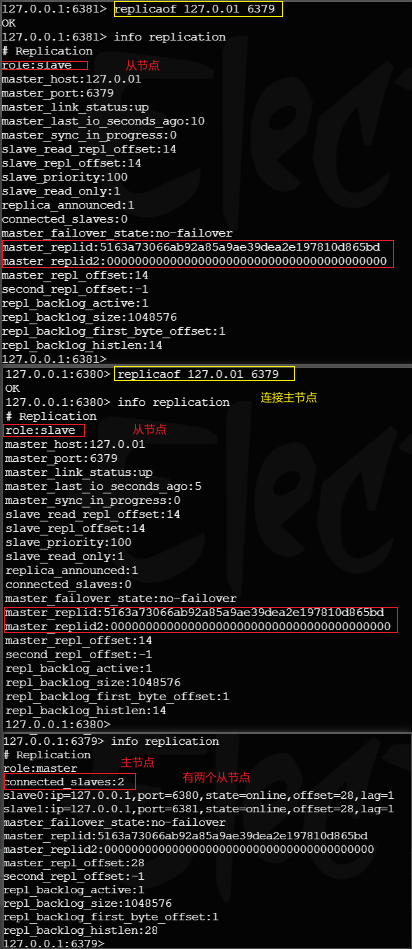 127.0.0.1:6381> replicaof 127.0.01 6379
OK
127.0.0.1:6381> info replication
# Replication
role:slave 从节点
master_host:127.0.01
master_port:6379
master_link_status:up
master_last_io_seconds_ago:10
master_sync_in_progress:0
slave_read_repl_offset:14
slave_repl_offset:14
slave_priority:100
slave_read_only:1
replica_announced:1
connected_slaves:0
master_failover_state:no-failover
master_replid:5163a73066ab92a85a9ae39dea2e197810d865bd
master_replid2:0000000000000000000000000000000000000000
master_repl_offset:14
second_repl_offset:-1
repl_backlog_active:1
repl_backlog_size:1048576
repl_backlog_first_byte_offset:1
repl_backlog_histlen:14
127.0.0.1:6381>
127.0.0.1:6380> replicaof 127.0.01 6379
OK
127.0.0.1:6380> info replication 连接主节点
# Replication
role:slave 从节点
master_host:127.0.01
master_port:6379
master_link_status:up
master_last_io_seconds_ago:5
master_sync_in_progress:0
slave_read_repl_offset:14
slave_repl_offset:14
slave_priority:100
slave_read_only:1
replica_announced:1
connected_slaves:0
master_failover_state:no-failover
master_replid:5163a73066ab92a85a9ae39dea2e197810d865bd
master_replid2:0000000000000000000000000000000000000000
master_repl_offset:14
second_repl_offset:-1
repl_backlog_active:1
repl_backlog_size:1048576
repl_backlog_first_byte_offset:1
repl_backlog_histlen:14
127.0.0.1:6380>
127.0.0.1:6379> info replication
# Replication
role:master 主节点
connected_slaves:2 有两个从节点
slave0:ip=127.0.0.1,port=6380,state=online,offset=28,lag=1
slave1:ip=127.0.0.1,port=6381,state=online,offset=28,lag=1
master_failover_state:no-failover
master_replid:5163a73066ab92a85a9ae39dea2e197810d865bd
master_replid2:0000000000000000000000000000000000000000
master_repl_offset:28
second_repl_offset:-1
repl_backlog_active:1
repl_backlog_size:1048576
repl_backlog_first_byte_offset:1
repl_backlog_histlen:28
127.0.0.1:6379>